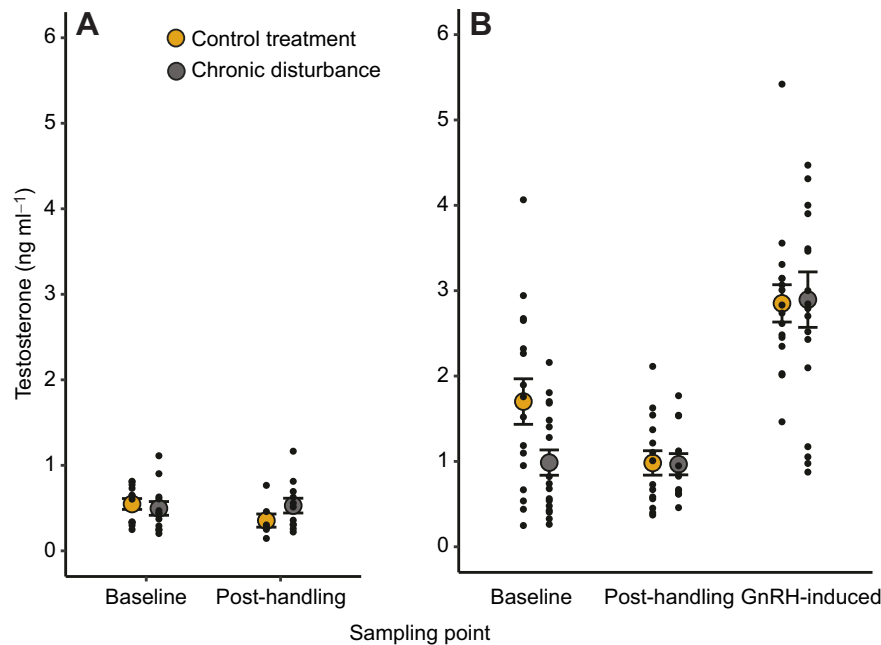 A
B
Control treatment
Chronic disturbance
Testosterone (ng ml⁻¹)
6
5
4
3
2
1
0
6
5
4
3
2
1
0
Baseline
Post-handling
Baseline
Post-handling
GnRH-induced
Sampling point